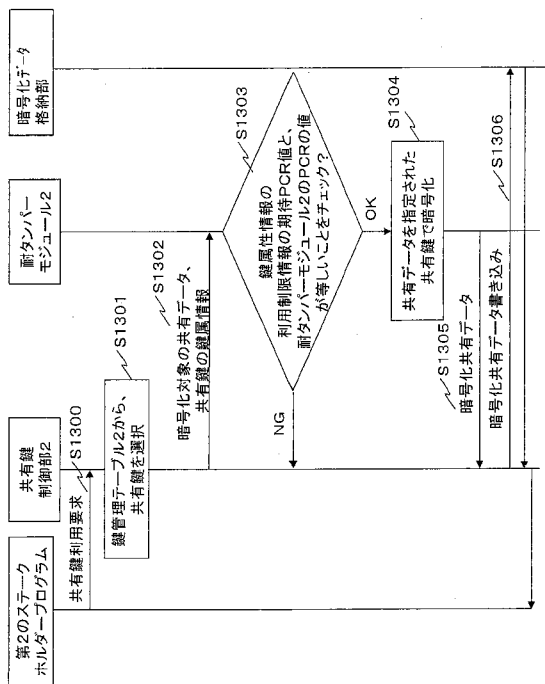 第2のステーク
ホルダープログラム
共有鍵
制御部2
耐タンパー
モジュール2
暗号化データ
格納部
共有鍵利用要求
S1300
鍵管理テーブル2から、
共有鍵を選択
S1301
S1302
暗号化対象の共有データ、
共有鍵の鍵属性情報
鍵属性情報の
利用制限情報の期待PCR値と、
耐タンパーモジュール2のPCRの値
が等しいことをチェック?
S1303
NG
OK
共有データを指定された
共有鍵で暗号化
S1304
S1305
暗号化共有データ
暗号化共有データ書き込み
S1306